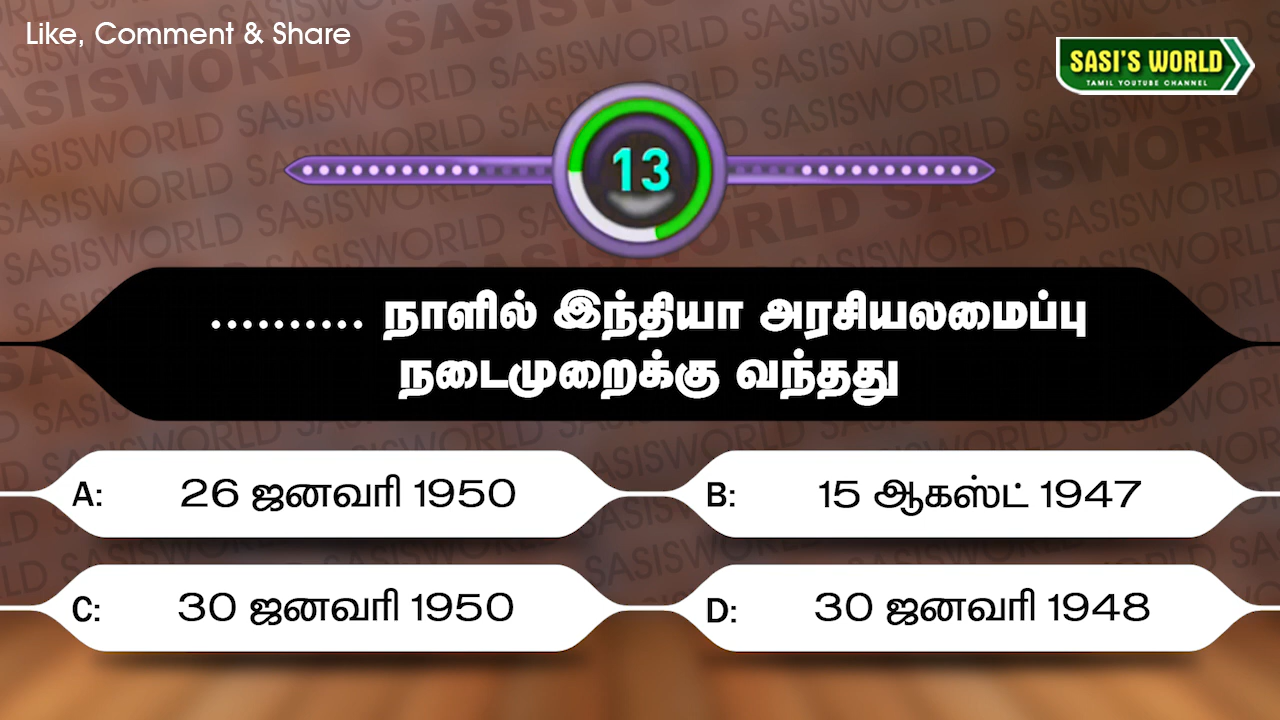 Like, Comment & Share
SASI'S WORLD
TAMIL YOUTUBE CHANNEL
13
.......... நாளில் இந்தியா அரசியலமைப்பு
நடைமுறைக்கு வந்தது
A: 26 ஜனவரி 1950
B: 15 ஆகஸ்ட் 1947
C: 30 ஜனவரி 1950
D: 30 ஜனவரி 1948
SASISWORLD